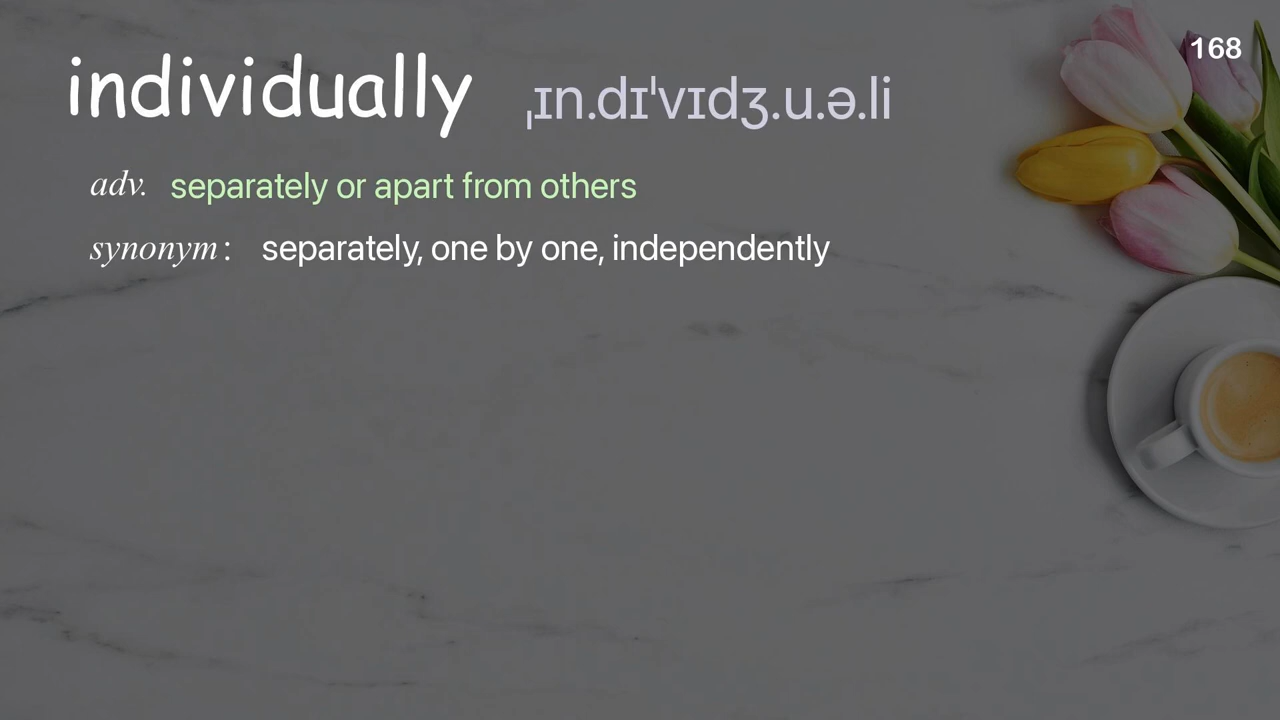 168
individually ˌɪn.dɪˈvɪdʒ.u.ə.li
adv. separately or apart from others
synonym: separately, one by one, independently